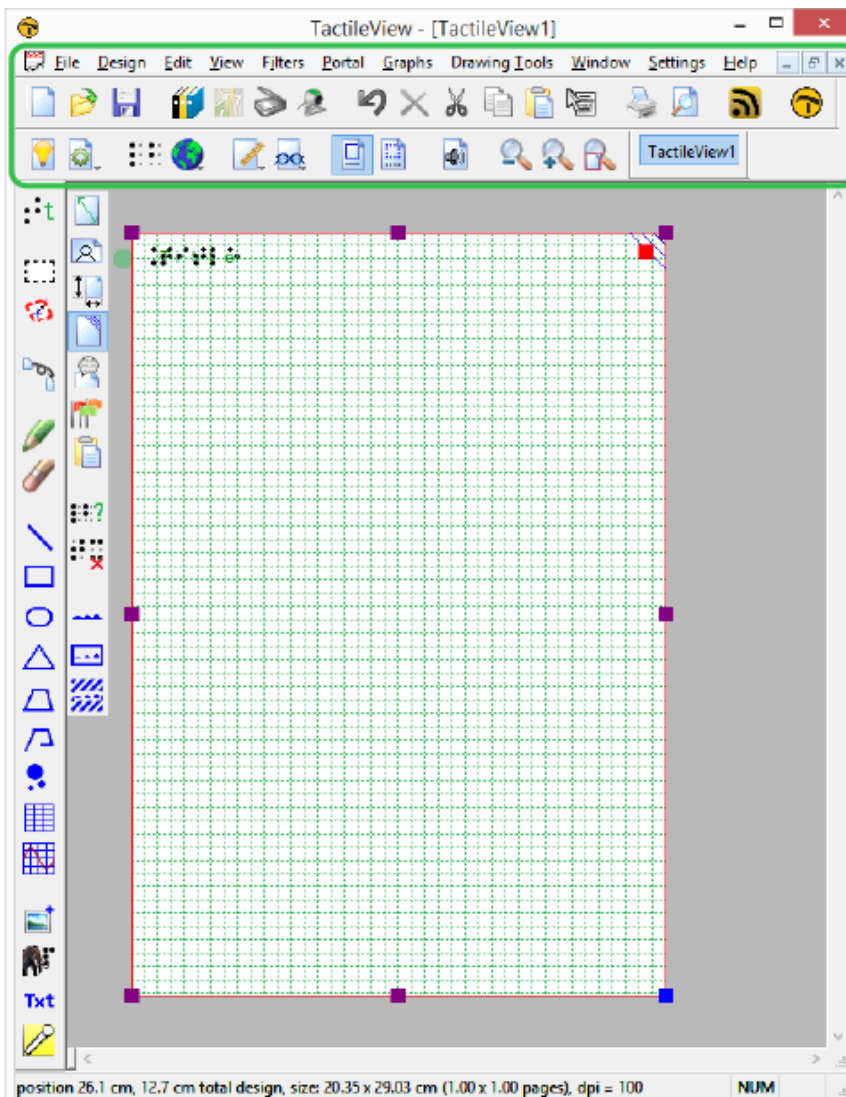 TactileView - [TactileView1]
File Design Edit View Filters Portal Graphs Drawing Tools Window Settings Help
TactileView1
t
?
Txt
position 26.1 cm, 12.7 cm total design, size: 20.35 x 29.03 cm (1.00 x 1.00 pages), dpi = 100 NUM